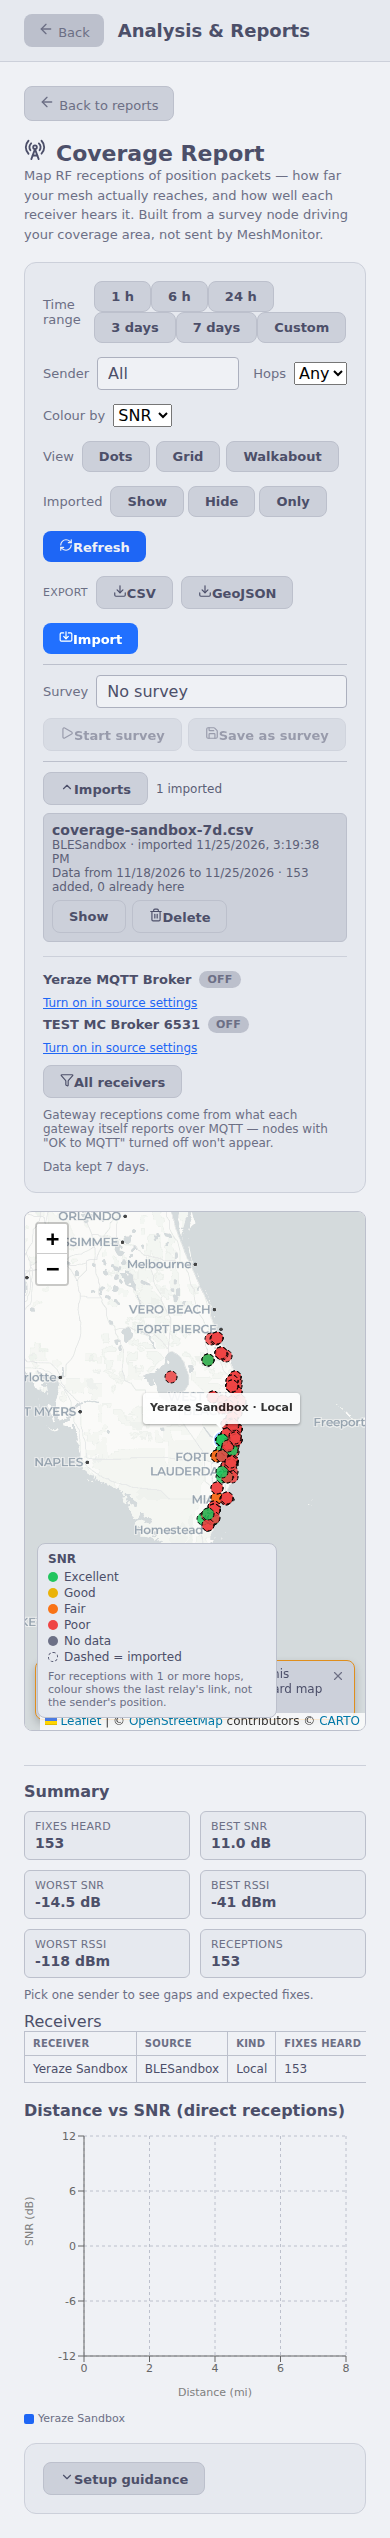 Back
Analysis & Reports
Back to reports
Coverage Report
Map RF receptions of position packets — how far
your mesh actually reaches, and how well each
receiver hears it. Built from a survey node driving
your coverage area, not sent by MeshMonitor.
Time
range
1 h
6 h
24 h
3 days
7 days
Custom
Sender
All
Hops
Any
Colour by
SNR
View
Dots
Grid
Walkabout
Imported
Show
Hide
Only
Refresh
EXPORT
CSV
GeoJSON
Import
Survey
No survey
Start survey
Save as survey
Imports
1 imported
coverage-sandbox-7d.csv
BLESandbox · imported 11/25/2026, 3:19:38
PM
Data from 11/18/2026 to 11/25/2026 · 153
added, 0 already here
Show
Delete
Yeraze MQTT Broker
OFF
Turn on in source settings
TEST MC Broker 6531
OFF
Turn on in source settings
All receivers
Gateway receptions come from what each
gateway itself reports over MQTT — nodes with
"OK to MQTT" turned off won't appear.
Data kept 7 days.
+
−
ORLANDO
SSIMMEE
Melbourne
VERO BEACH
FORT PIERCE
rlotte
T MYERS
Yeraze Sandbox · Local
Freeport
NAPLES
FORT
LAUDERDA
MIA
Homestead
KE
SNR
Excellent
Good
Fair
Poor
No data
Dashed = imported
For receptions with 1 or more hops,
colour shows the last relay's link, not
the sender's position.
his
ard map
Leaflet | © OpenStreetMap contributors © CARTO
Summary
FIXES HEARD
153
BEST SNR
11.0 dB
WORST SNR
-14.5 dB
BEST RSSI
-41 dBm
WORST RSSI
-118 dBm
RECEPTIONS
153
Pick one sender to see gaps and expected fixes.
Receivers
RECEIVER SOURCE KIND FIXES HEARD
Yeraze Sandbox BLESandbox Local 153
Distance vs SNR (direct receptions)
12
6
0
-6
-12
SNR (dB)
0 2 4 6 8
Distance (mi)
Yeraze Sandbox
Setup guidance